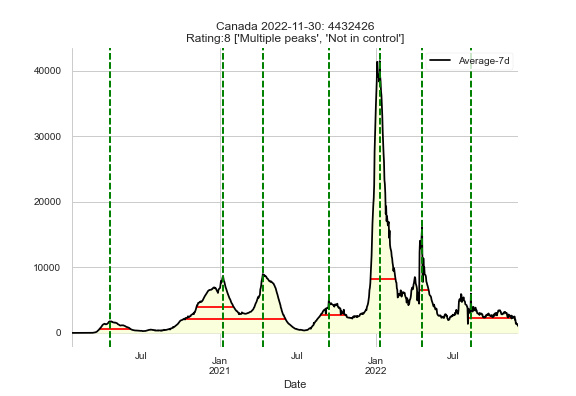 Canada 2022-11-30: 4432426
Rating:8 ['Multiple peaks', 'Not in control']
Average-7d
40000
30000
20000
10000
0
Jul
Jan
2021
Jul
Jan
2022
Jul
Date